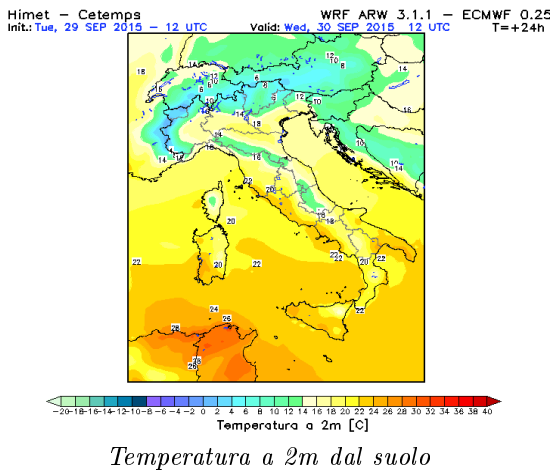 Himet – Cetemps WRF ARW 3.1.1 – ECMWF 0.25
Init.: Tue, 29 SEP 2015 – 12 UTC Valid: Wed, 30 SEP 2015 12 UTC T=+24h
-20 -18 -16 -14 -12 -10 -8 -6 -4 -2 0 2 4 6 8 10 12 14 16 18 20 22 24 26 28 30 32 34 36 38 40
Temperatura a 2m [C]
Temperatura a 2m dal suolo